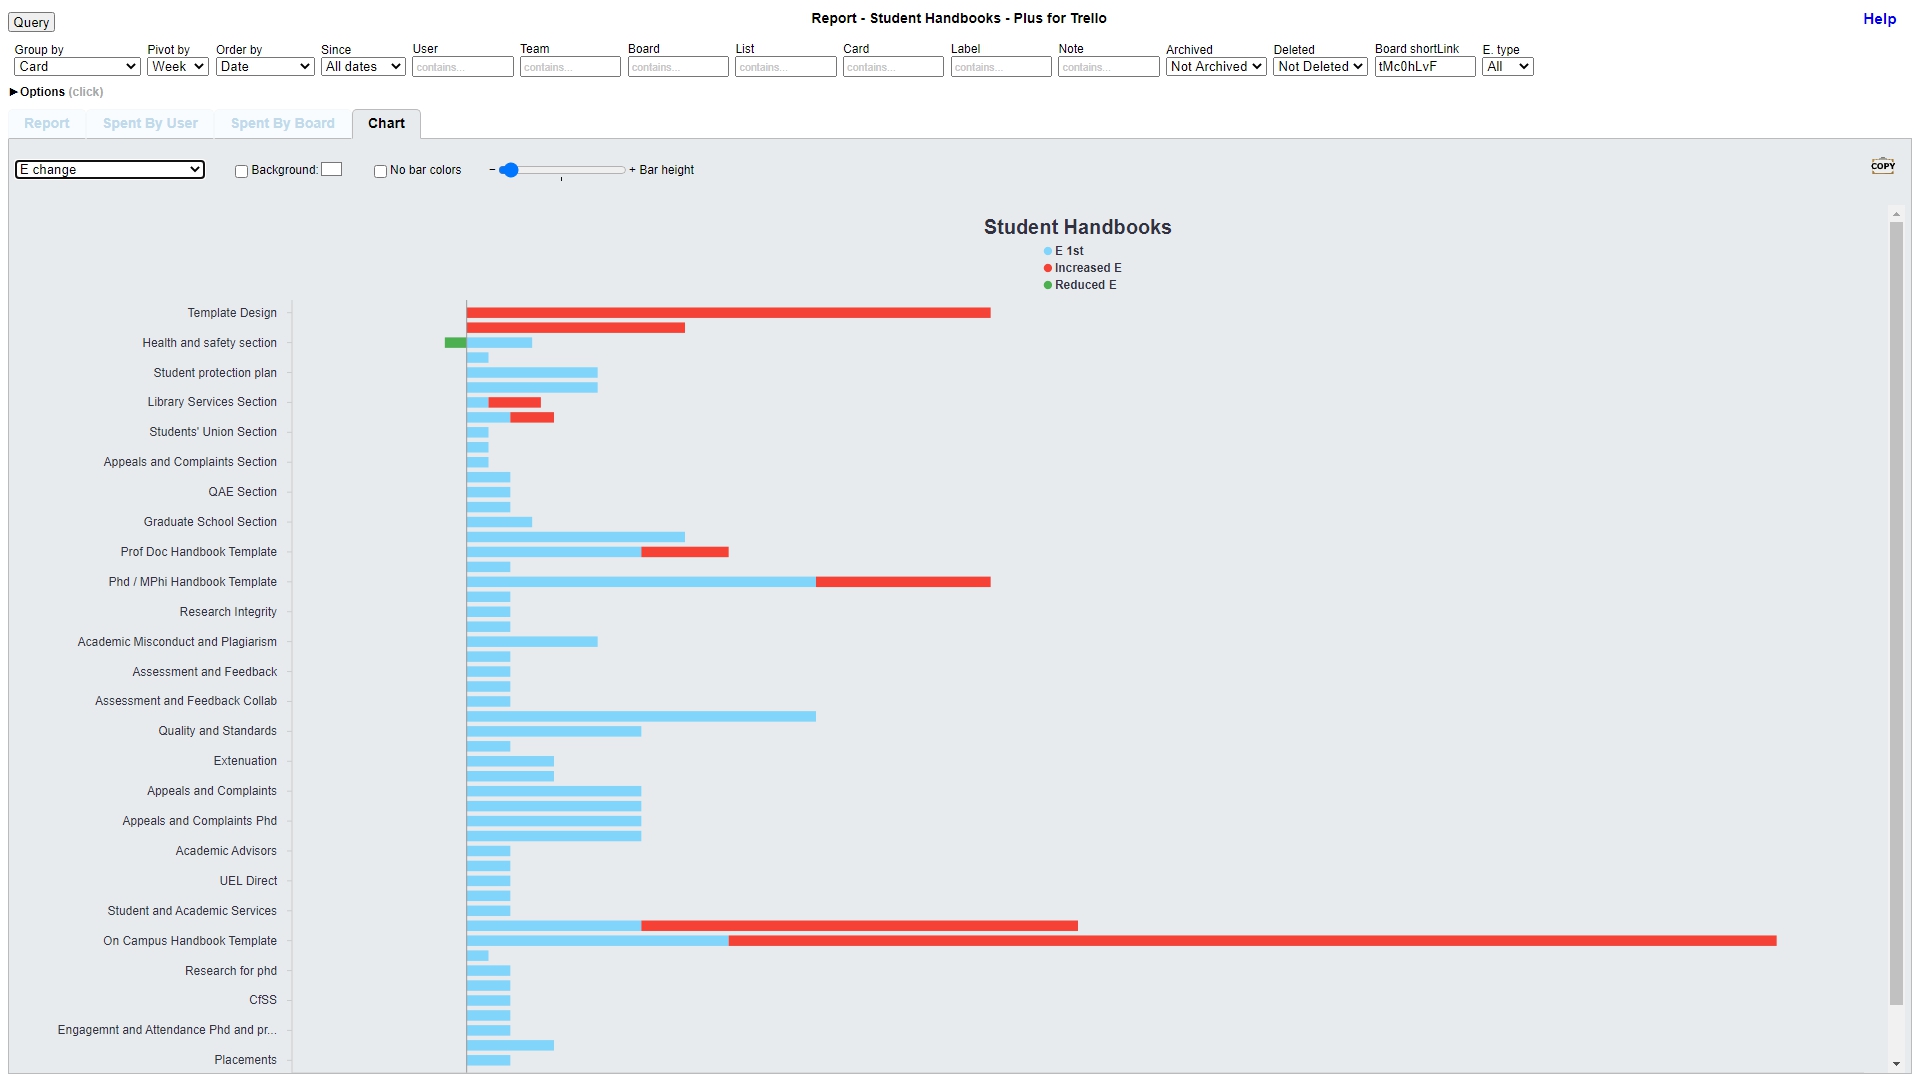 Query
Report - Student Handbooks - Plus for Trello
Help
Group by Pivot by Order by Since User Team Board List Card Label Note Archived Deleted Board shortLink E. type
Card Week Date All dates contains... contains... contains... contains... contains... contains... contains... Not Archived Not Deleted tMc0hLvF All
Options (click)
Report Spent By User Spent By Board Chart
E change Background: No bar colors − + Bar height COPY
Student Handbooks
E 1st
Increased E
Reduced E
Template Design
Health and safety section
Student protection plan
Library Services Section
Students' Union Section
Appeals and Complaints Section
QAE Section
Graduate School Section
Prof Doc Handbook Template
Phd / MPhi Handbook Template
Research Integrity
Academic Misconduct and Plagiarism
Assessment and Feedback
Assessment and Feedback Collab
Quality and Standards
Extenuation
Appeals and Complaints
Appeals and Complaints Phd
Academic Advisors
UEL Direct
Student and Academic Services
On Campus Handbook Template
Research for phd
CfSS
Engagemnt and Attendance Phd and pr...
Placements